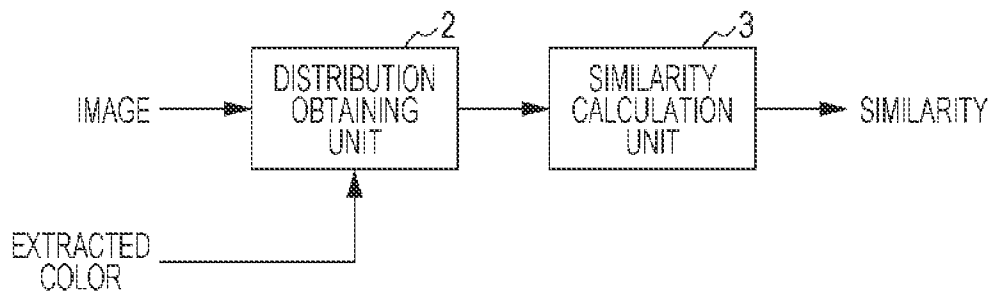 2
3
IMAGE
DISTRIBUTION
OBTAINING
UNIT
SIMILARITY
CALCULATION
UNIT
SIMILARITY
EXTRACTED
COLOR